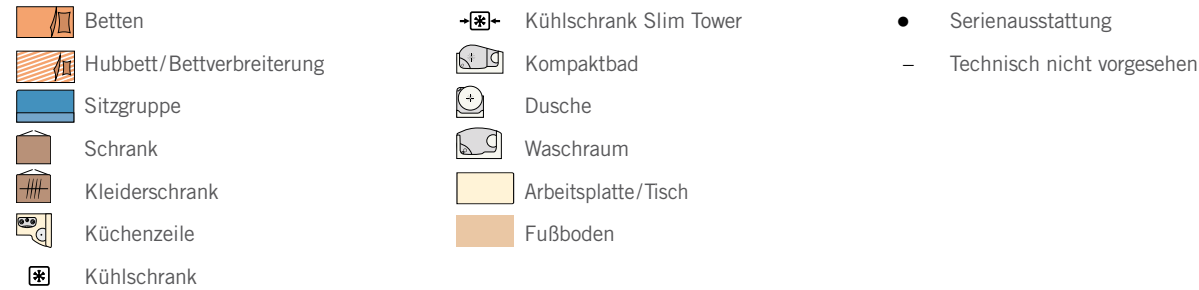 Betten
Hubbett/Bettverbreiterung
Sitzgruppe
Schrank
Kleiderschrank
Küchenzeile
Kühlschrank
Kühlschrank Slim Tower
Kompaktbad
Dusche
Waschraum
Arbeitsplatte/Tisch
Fußboden
● Serienausstattung
– Technisch nicht vorgesehen